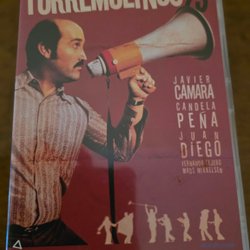 TORREMOLINOS 73
JAVIER
CÁMARA
CANDELA
PEÑA
JUAN
DIEGO
FERNANDO TEJERO
MADS MIKKELSEN